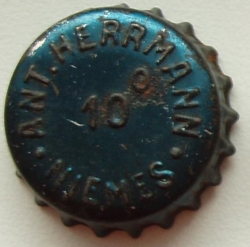 ANT. HERRMANN
10°
· NIEMES ·